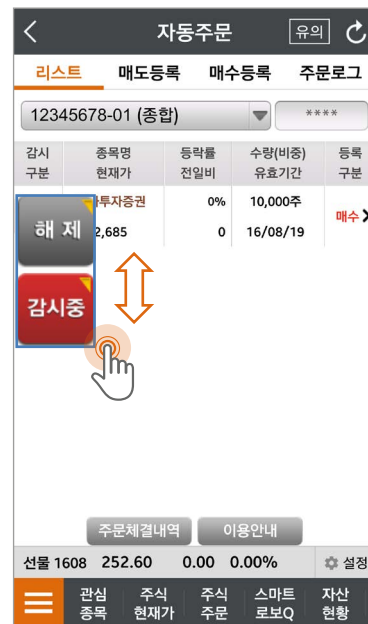 자동주문 유의
리스트 매도등록 매수등록 주문로그
12345678-01 (종합) ****
감시 종목명 등락률 수량(비중) 등록
구분 현재가 전일비 유효기간 구분
투자증권 0% 10,000주
해 제 2,685 0 16/08/19 매수
감시중
주문체결내역 이용안내
선물 1608 252.60 0.00 0.00% 설정
관심 주식 주식 스마트 자산
종목 현재가 주문 로보Q 현황